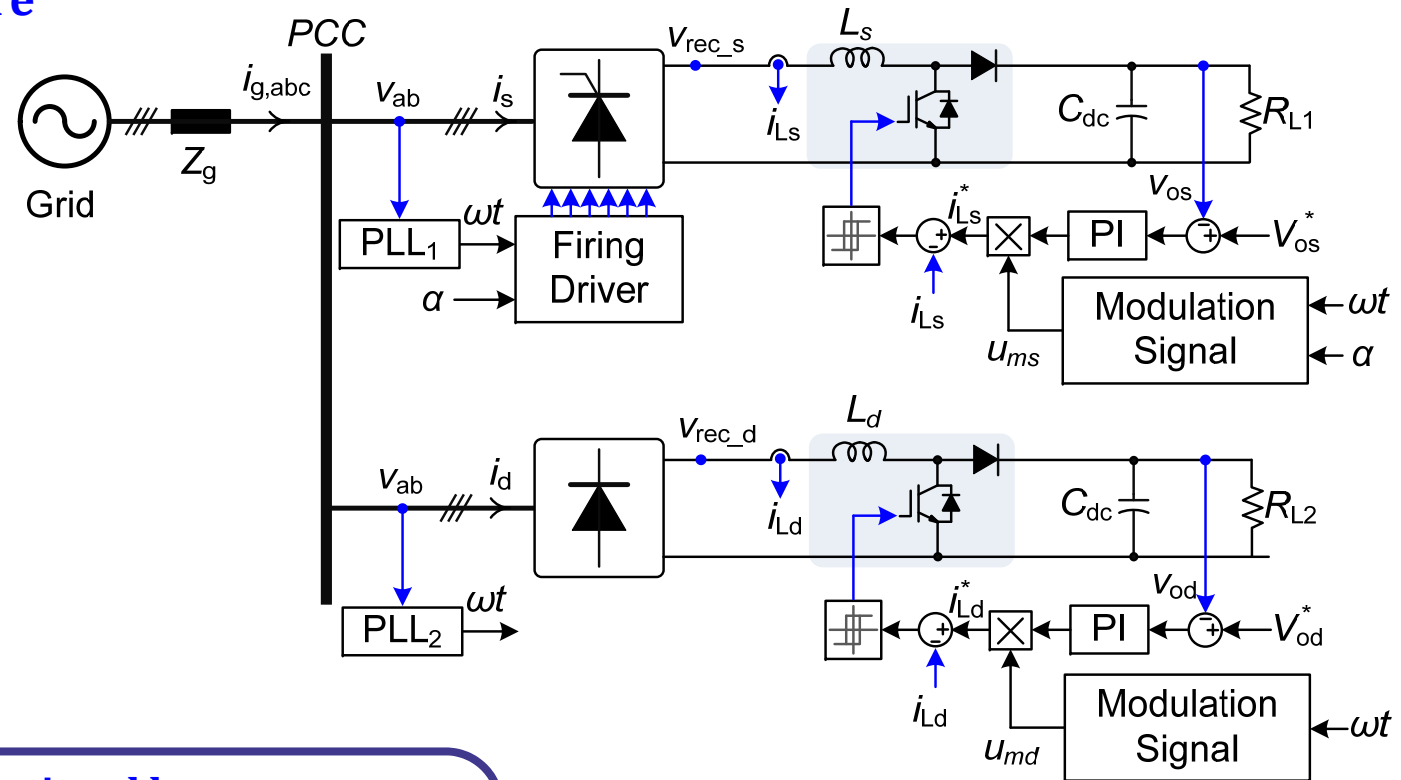 PCC
i_g,abc
Z_g
Grid
v_ab
i_s
v_rec_s
i_Ls
L_s
C_dc
R_L1
PLL_1
ωt
α
Firing
Driver
i*_Ls
i_Ls
PI
v_os
V*_os
u_ms
Modulation
Signal
ωt
α
v_ab
i_d
v_rec_d
i_Ld
L_d
C_dc
R_L2
PLL_2
ωt
i*_Ld
i_Ld
PI
v_od
V*_od
u_md
Modulation
Signal
ωt